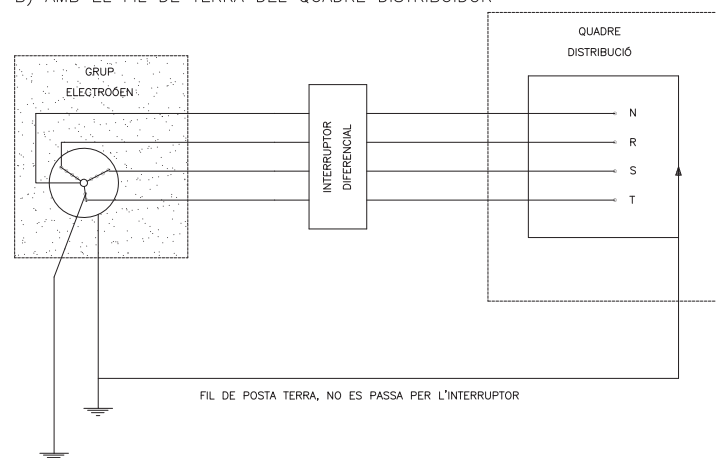 B) AMB EL FIL DE TERRA DEL QUADRE DISTRIBUIDOR
QUADRE
DISTRIBUCIÓ
GRUP
ELECTROÓEN
INTERRUPTOR
DIFERENCIAL
N
R
S
T
FIL DE POSTA TERRA, NO ES PASSA PER L'INTERRUPTOR